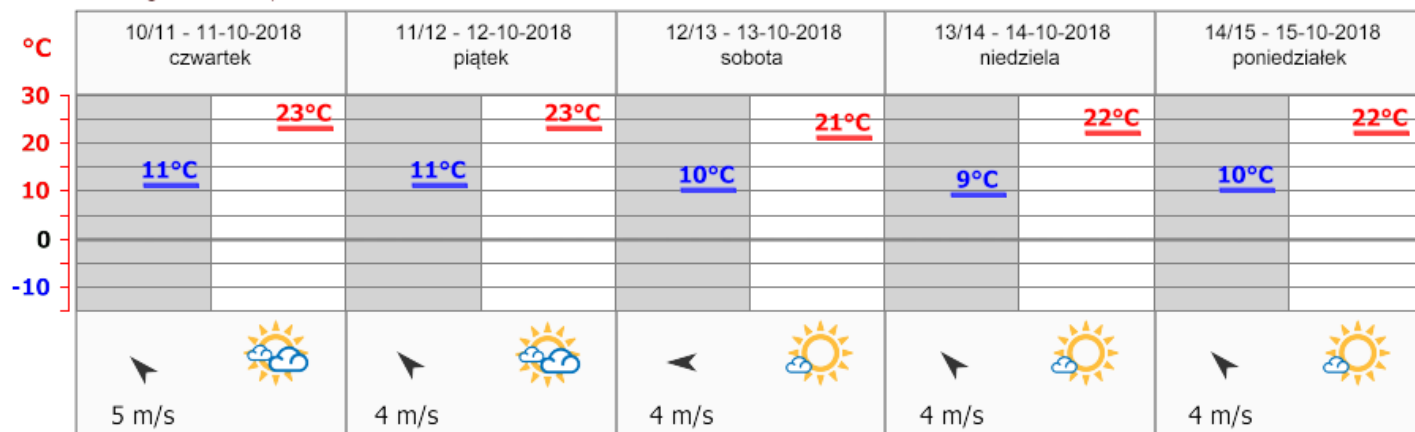 10/11 - 11-10-2018
czwartek
11/12 - 12-10-2018
piątek
12/13 - 13-10-2018
sobota
13/14 - 14-10-2018
niedziela
14/15 - 15-10-2018
poniedziałek
°C
30
20
10
0
-10
11°C
23°C
11°C
23°C
10°C
21°C
9°C
22°C
10°C
22°C
5 m/s
4 m/s
4 m/s
4 m/s
4 m/s